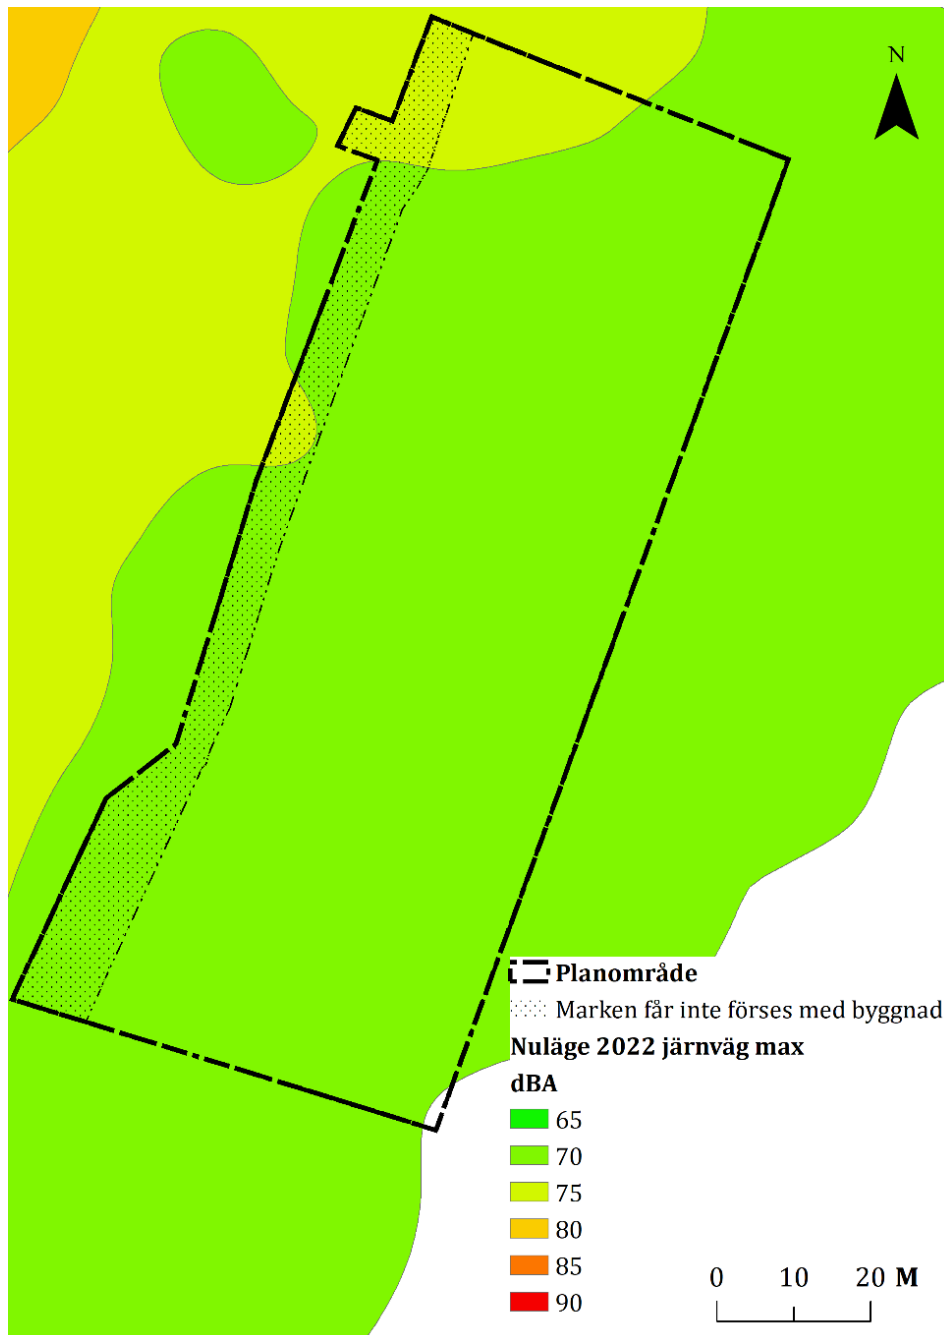 N
Planområde
Marken får inte förses med byggnad
Nuläge 2022 järnväg max
dBA
65
70
75
80
85
90
0 10 20 M